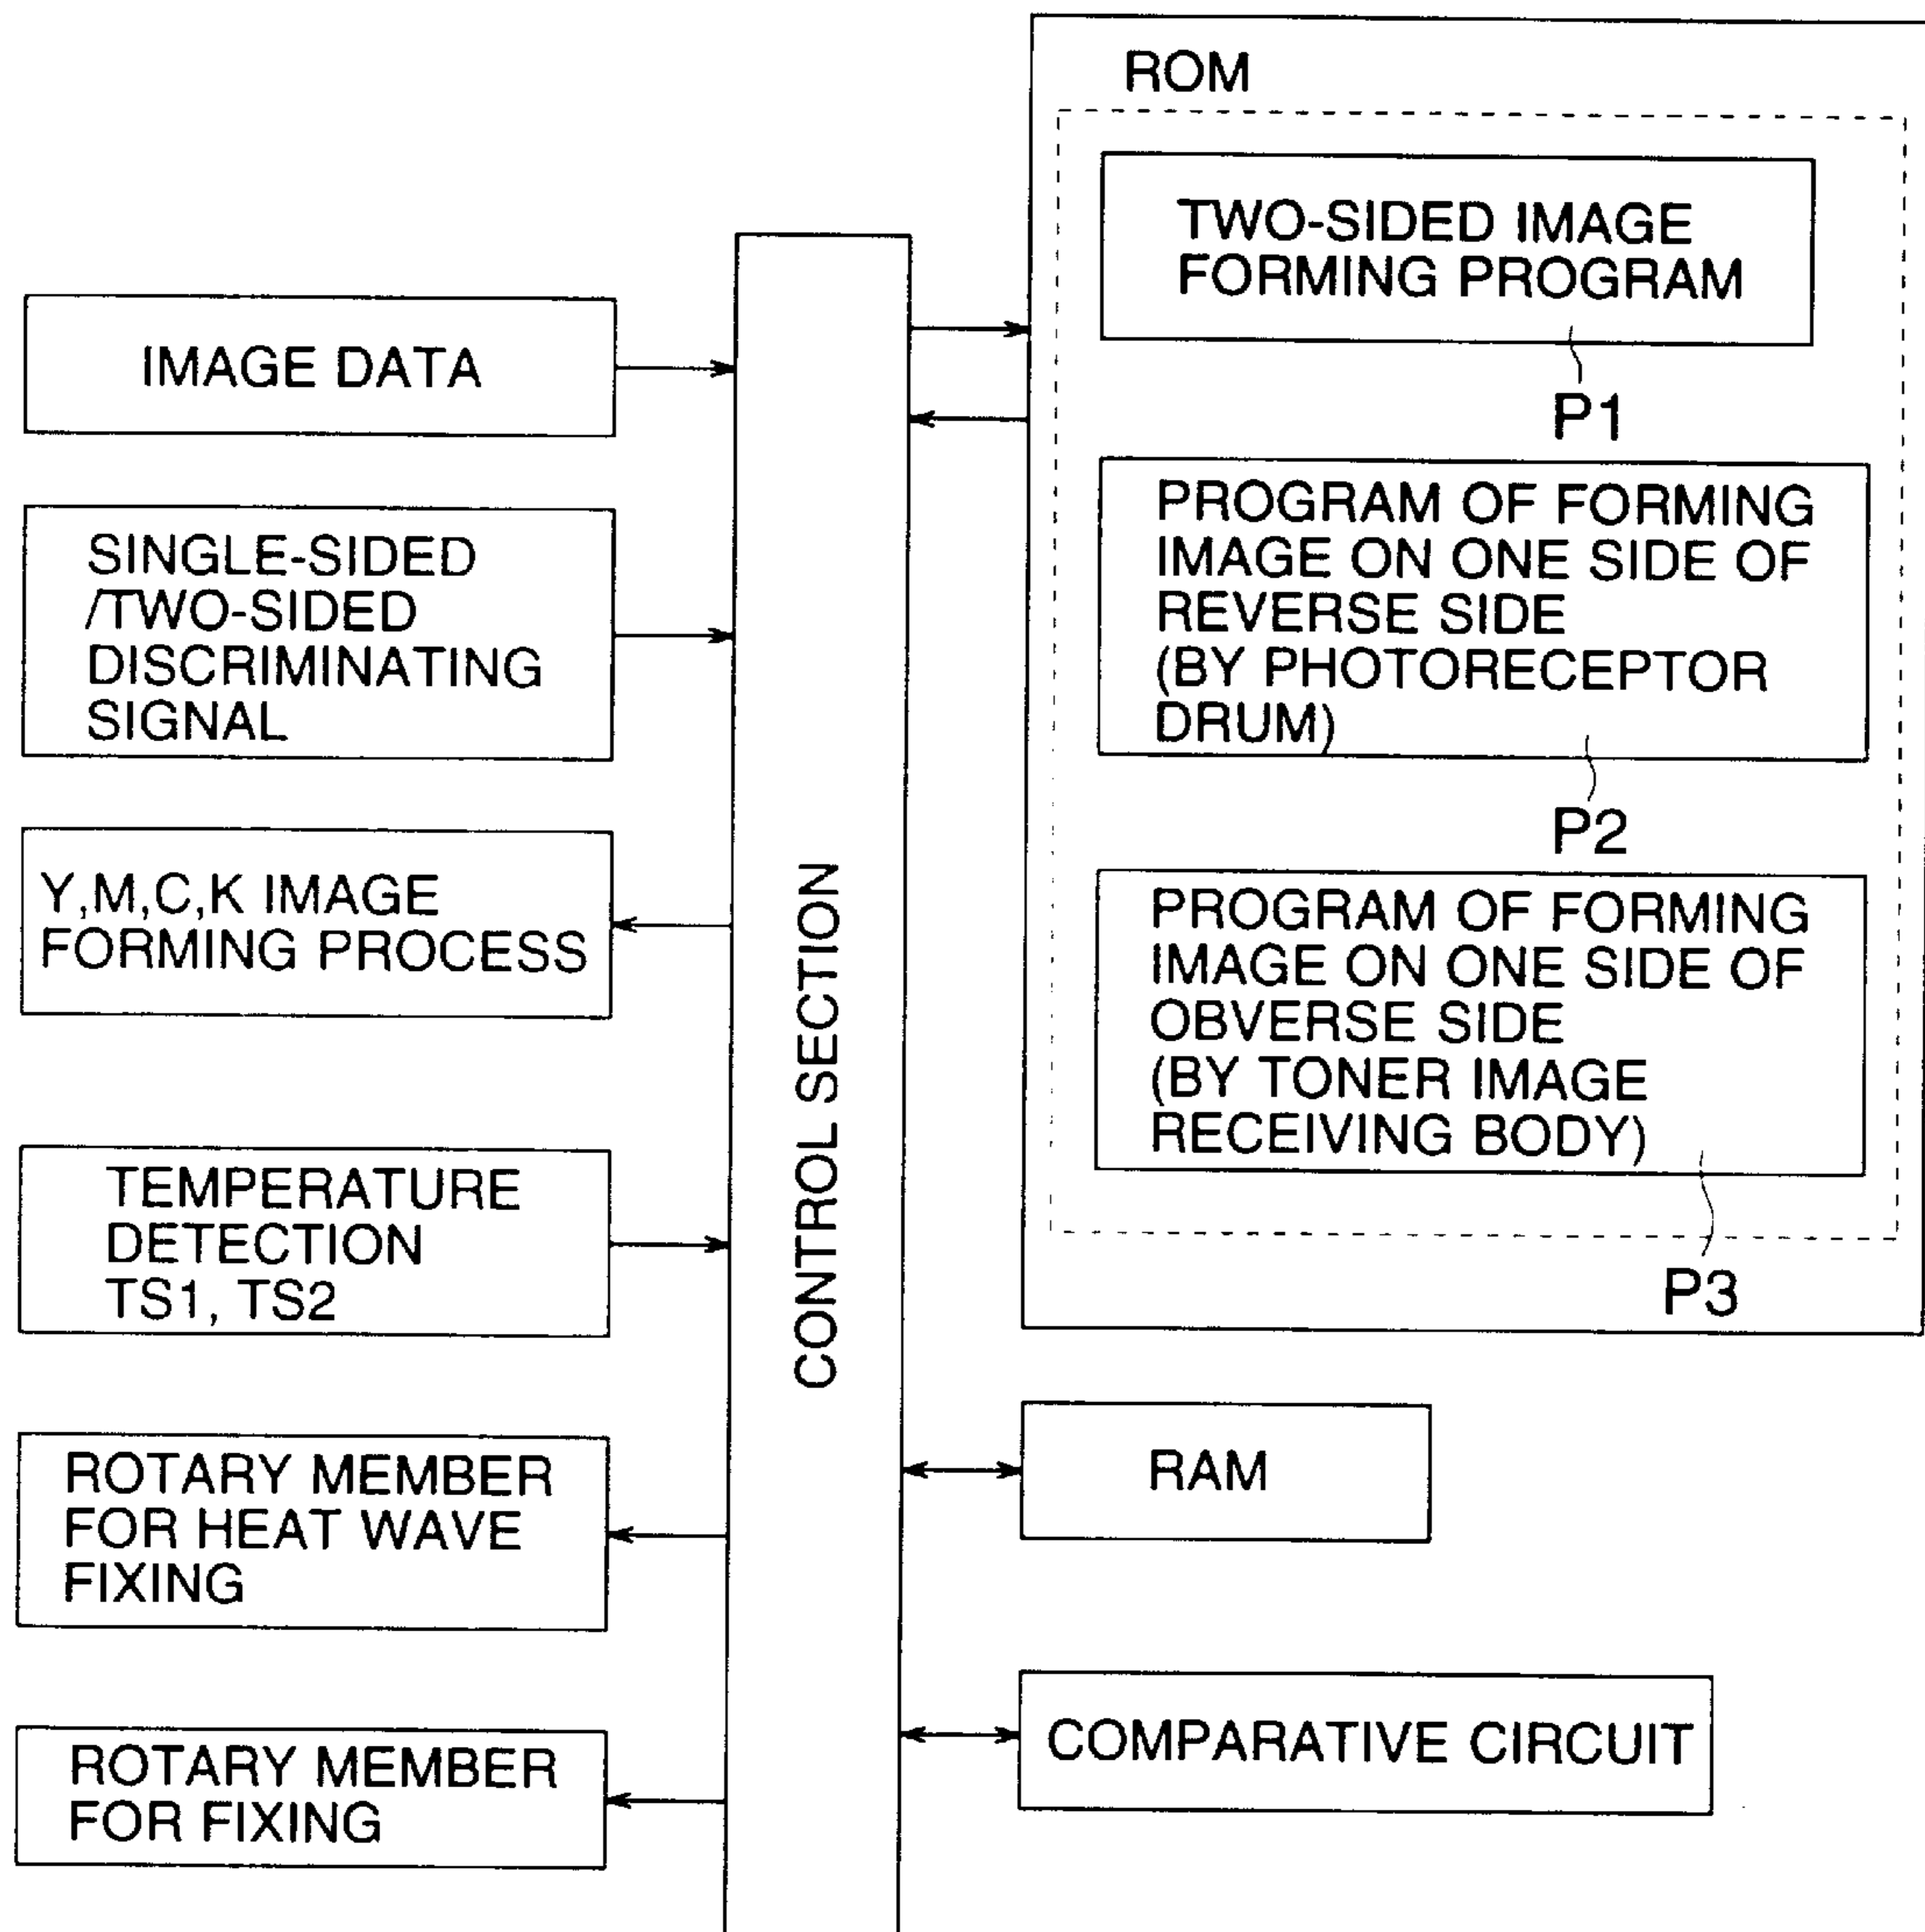 IMAGE DATA
SINGLE-SIDED
/TWO-SIDED
DISCRIMINATING
SIGNAL
Y,M,C,K IMAGE
FORMING PROCESS
TEMPERATURE
DETECTION
TS1, TS2
ROTARY MEMBER
FOR HEAT WAVE
FIXING
ROTARY MEMBER
FOR FIXING
CONTROL SECTION
ROM
TWO-SIDED IMAGE
FORMING PROGRAM
P1
PROGRAM OF FORMING
IMAGE ON ONE SIDE OF
REVERSE SIDE
(BY PHOTORECEPTOR
DRUM)
P2
PROGRAM OF FORMING
IMAGE ON ONE SIDE OF
OBVERSE SIDE
(BY TONER IMAGE
RECEIVING BODY)
P3
RAM
COMPARATIVE CIRCUIT